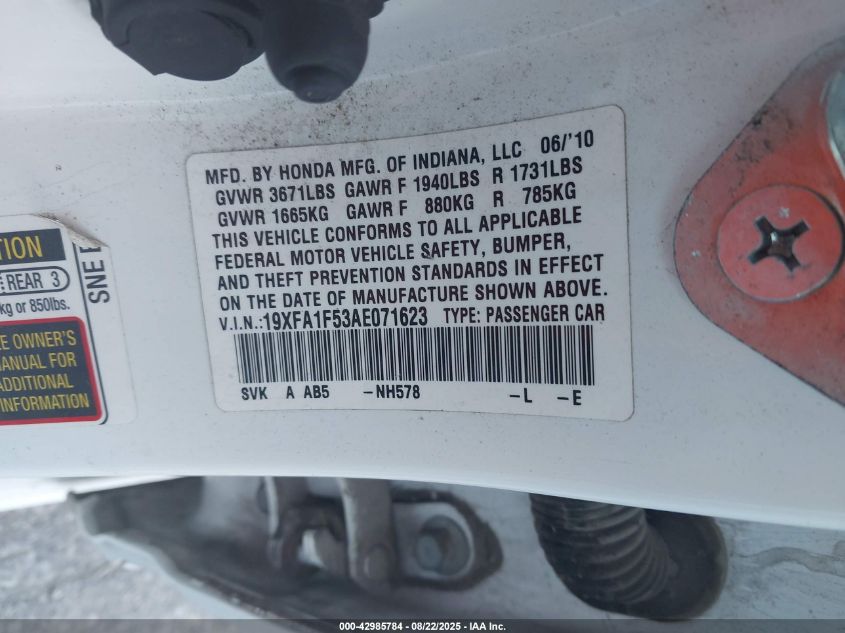 MFD. BY HONDA MFG. OF INDIANA, LLC 06/'10
GVWR 3671LBS GAWR F 1940LBS R 1731LBS
GVWR 1665KG GAWR F 880KG R 785KG
THIS VEHICLE CONFORMS TO ALL APPLICABLE
FEDERAL MOTOR VEHICLE SAFETY, BUMPER,
AND THEFT PREVENTION STANDARDS IN EFFECT
ON THE DATE OF MANUFACTURE SHOWN ABOVE.
V.I.N.:19XFA1F53AE071623 TYPE: PASSENGER CAR
SVK A AB5 -NH578 -L -E
REAR 3
kg or 850lbs.
OWNER'S
MANUAL FOR
ADDITIONAL
INFORMATION
SNE
000-42985784 - 08/22/2025 - IAA Inc.